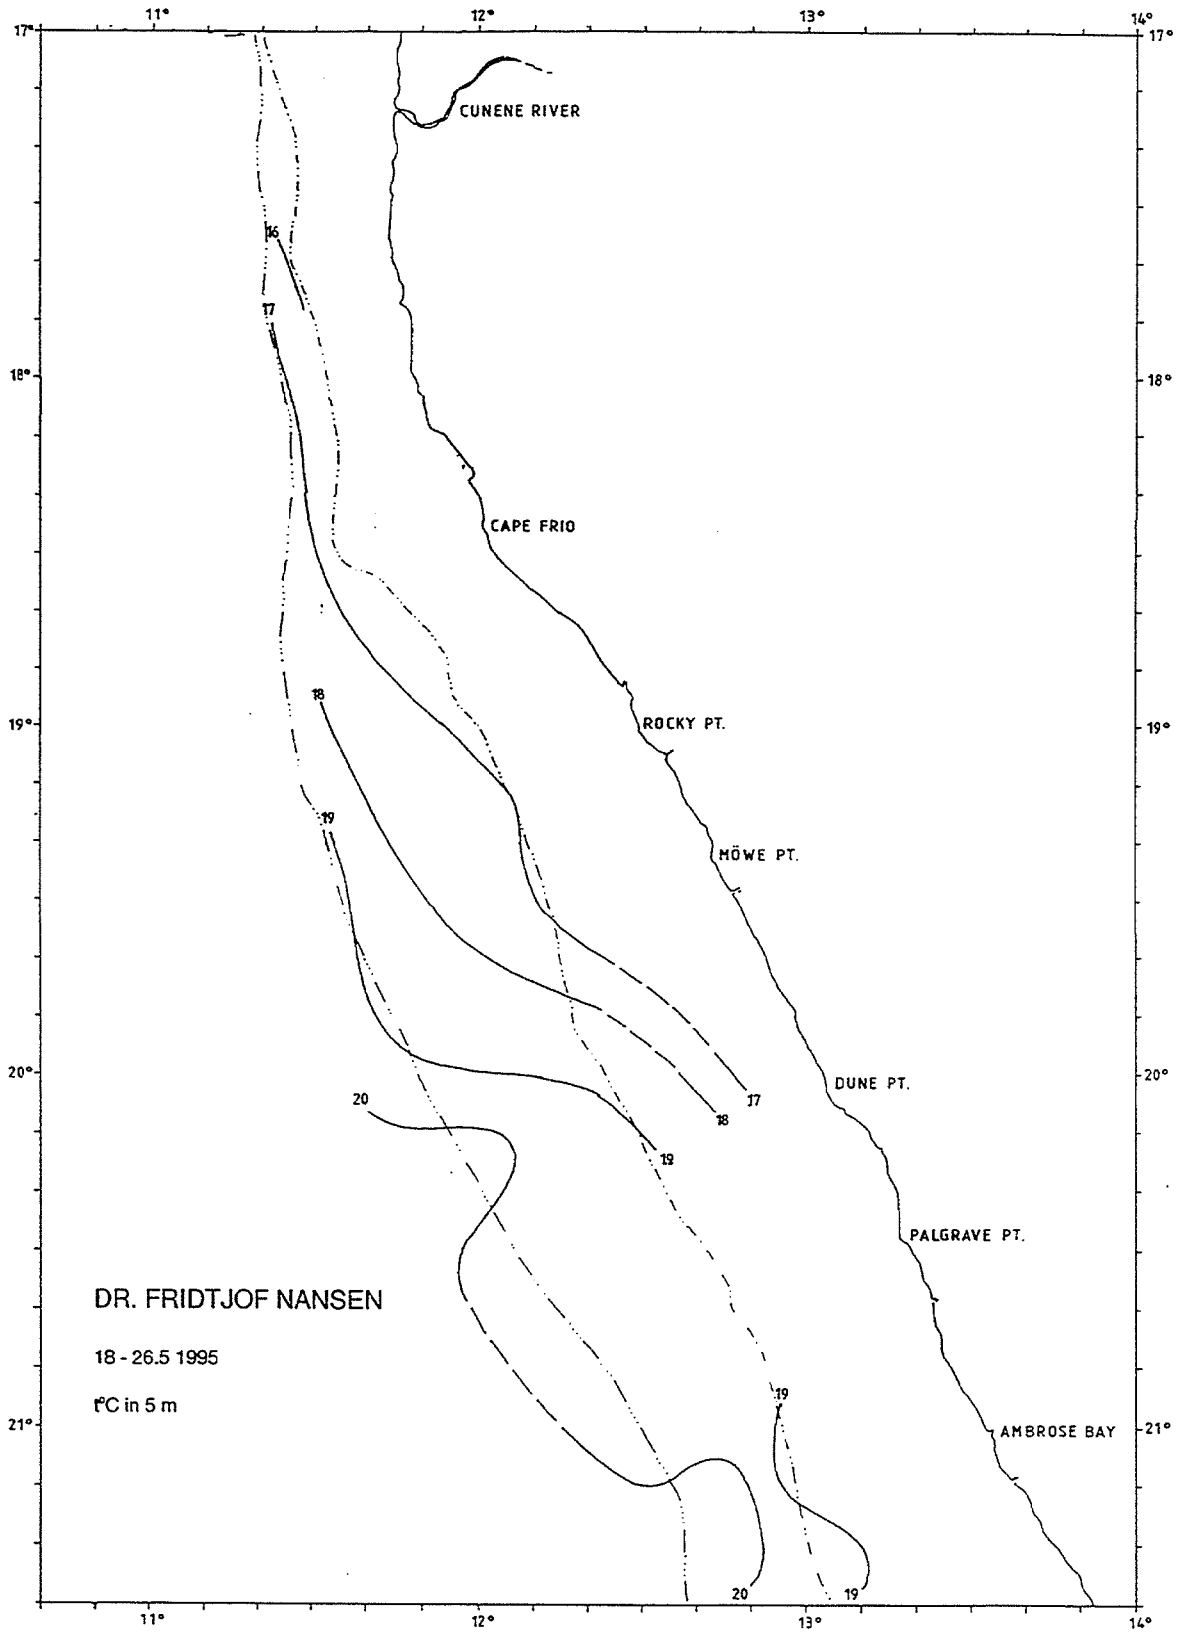 11° 12° 13° 14°
17° 17°
CUNENE RIVER
16
17
18° 18°
CAPE FRIO
18
19° ROCKY PT. 19°
19
MÖWE PT.
20° DUNE PT. 20°
20 17
18
19
PALGRAVE PT.
DR. FRIDTJOF NANSEN
18 - 26.5 1995
t°C in 5 m
19
21° AMBROSE BAY 21°
20 19
11° 12° 13° 14°